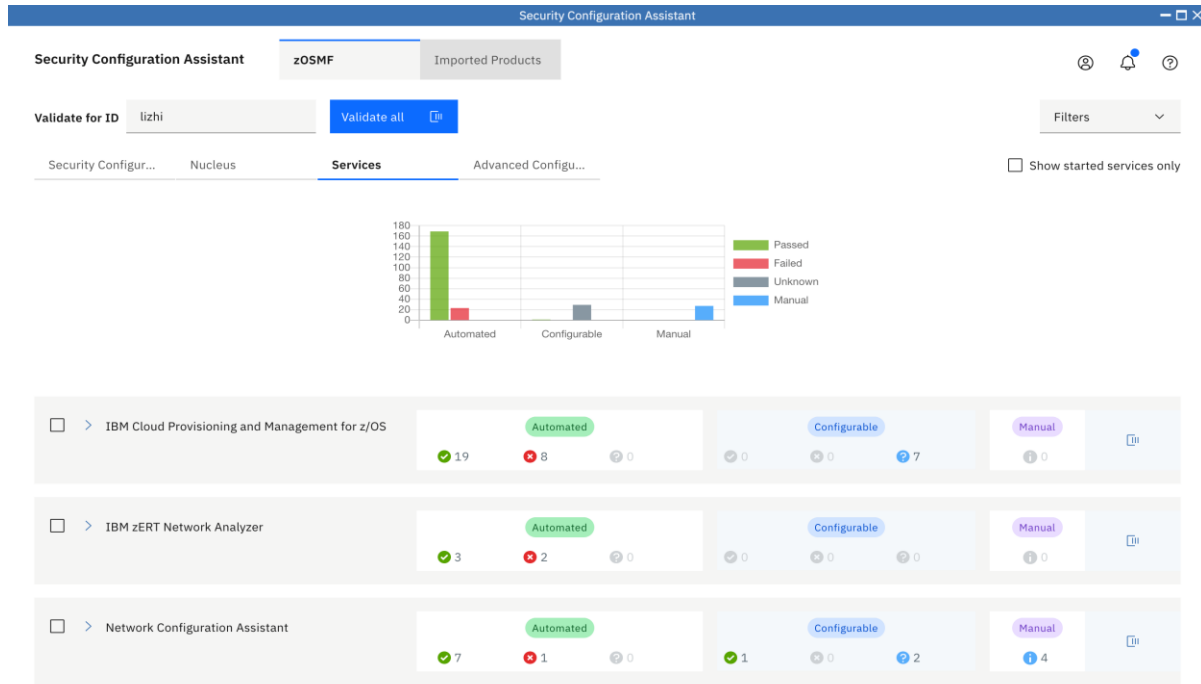 Security Configuration Assistant
Security Configuration Assistant zOSMF Imported Products
Validate for ID lizhi Validate all Filters
Security Configur... Nucleus Services Advanced Configu... Show started services only
180
160
140
120
100
80
60
40
20
0
Automated Configurable Manual
Passed
Failed
Unknown
Manual
IBM Cloud Provisioning and Management for z/OS Automated Configurable Manual
19 8 0 0 0 7 0
IBM zERT Network Analyzer Automated Configurable Manual
3 2 0 0 0 0 0
Network Configuration Assistant Automated Configurable Manual
7 1 0 1 0 2 4